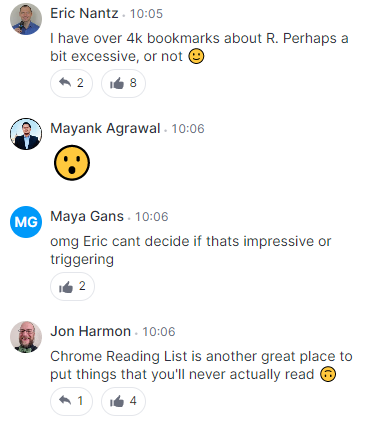 Eric Nantz · 10:05
I have over 4k bookmarks about R. Perhaps a
bit excessive, or not 🙂
2 8
Mayank Agrawal · 10:06
😮
MG
Maya Gans · 10:06
omg Eric cant decide if thats impressive or
triggering
2
Jon Harmon · 10:06
Chrome Reading List is another great place to
put things that you'll never actually read 🙃
1 4